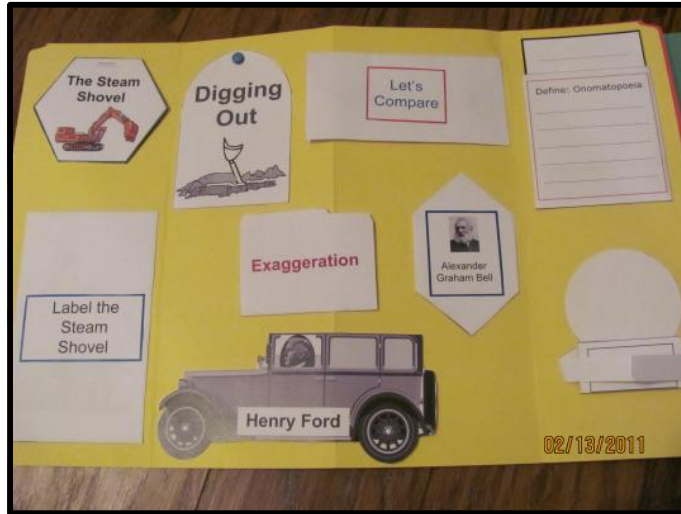 The Steam
Shovel
Digging
Out
Let's
Compare
Define: Onomatopoeia
Exaggeration
Alexander
Graham Bell
Label the
Steam
Shovel
Henry Ford
02/13/2011